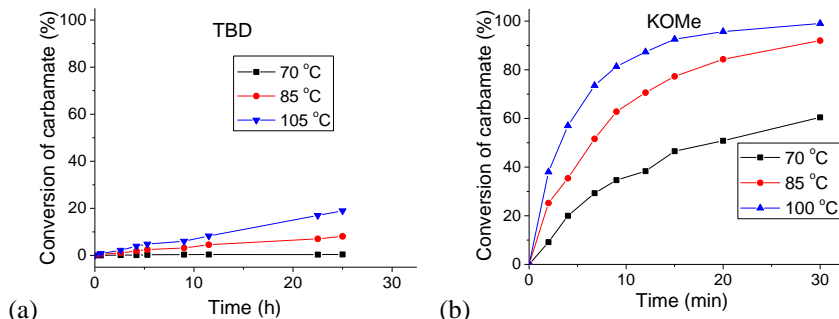 TBD
Conversion of carbamate (%)
100
80
60
40
20
0
70 °C
85 °C
105 °C
0
10
20
30
Time (h)
(a)
KOMe
Conversion of carbamate (%)
100
80
60
40
20
0
70 °C
85 °C
100 °C
0
10
20
30
Time (min)
(b)